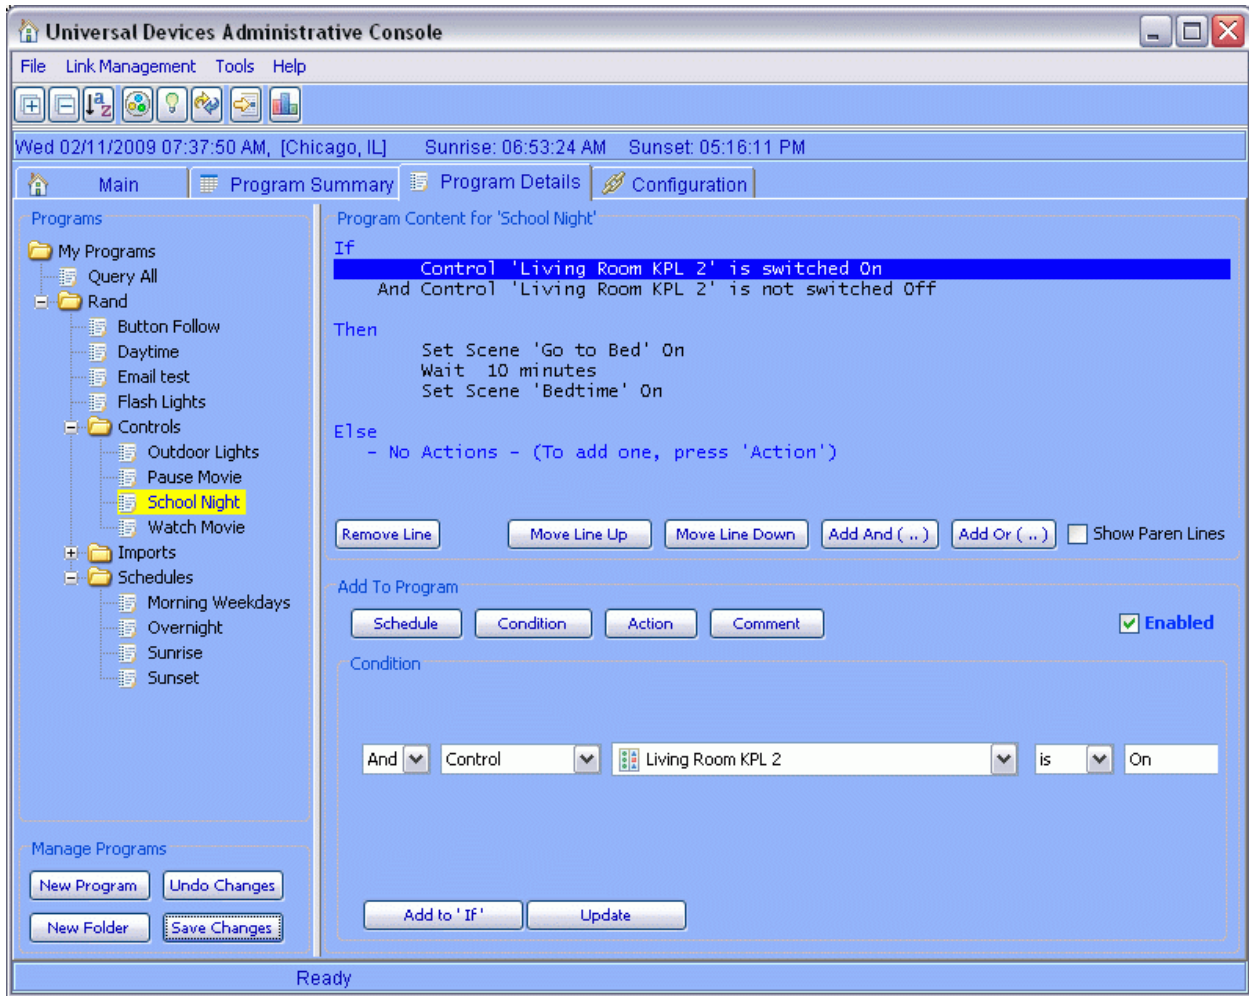 Universal Devices Administrative Console
File Link Management Tools Help
Wed 02/11/2009 07:37:50 AM, [Chicago, IL] Sunrise: 06:53:24 AM Sunset: 05:16:11 PM
Main Program Summary Program Details Configuration
Programs
My Programs
Query All
Rand
Button Follow
Daytime
Email test
Flash Lights
Controls
Outdoor Lights
Pause Movie
School Night
Watch Movie
Imports
Schedules
Morning Weekdays
Overnight
Sunrise
Sunset
Manage Programs
New Program Undo Changes
New Folder Save Changes
Program Content for 'School Night'
If
Control 'Living Room KPL 2' is switched On
And Control 'Living Room KPL 2' is not switched Off
Then
Set Scene 'Go to Bed' On
Wait 10 minutes
Set Scene 'Bedtime' On
Else
- No Actions - (To add one, press 'Action')
Remove Line Move Line Up Move Line Down Add And ( .. ) Add Or ( .. ) Show Paren Lines
Add To Program
Schedule Condition Action Comment Enabled
Condition
And Control Living Room KPL 2 is On
Add to ' If ' Update
Ready